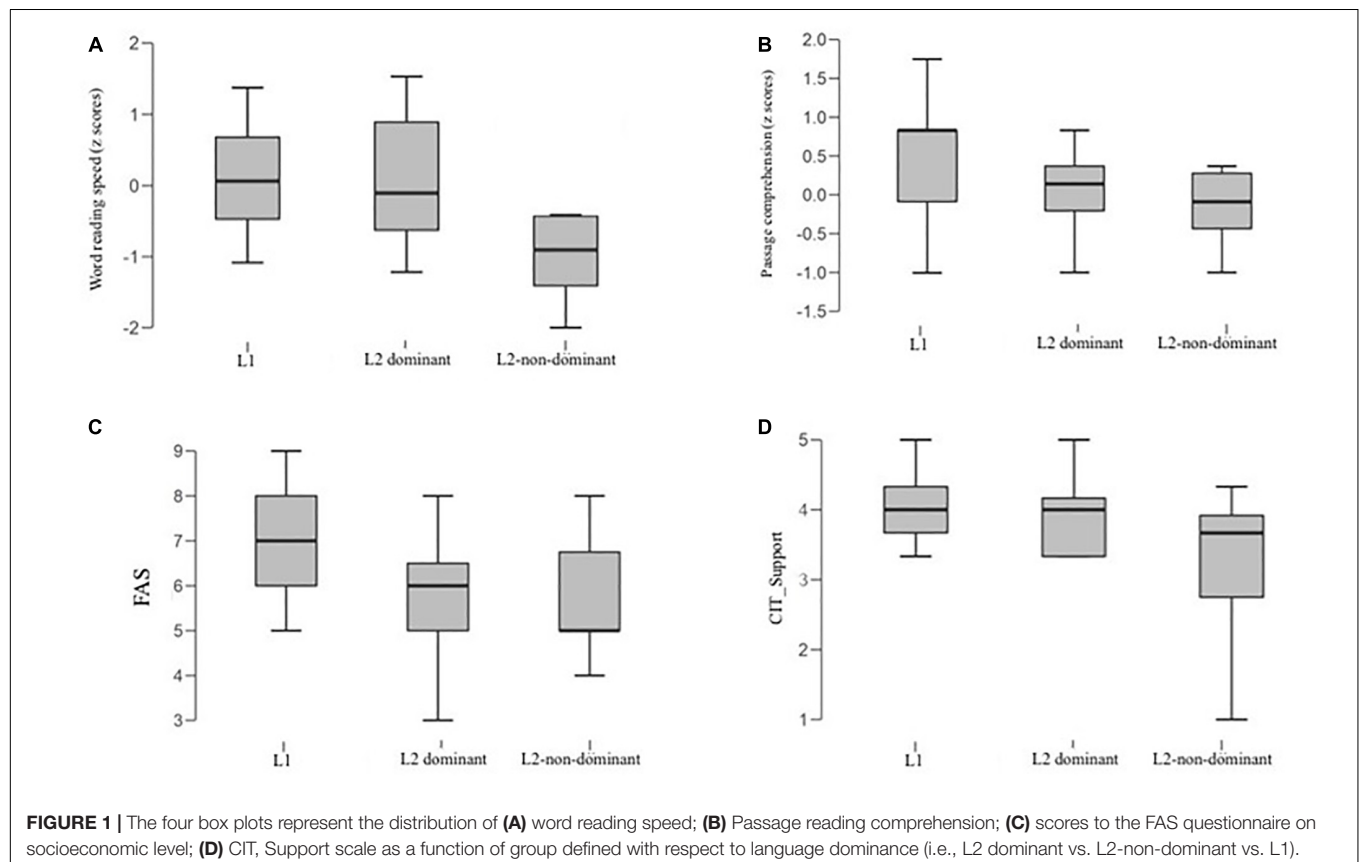 A
Word reading speed (z scores)
2
1
0
-1
-2
L1
L2 dominant
L2-non-dominant
B
Passage comprehension (z scores)
2.0
1.5
1.0
0.5
0.0
-0.5
-1.0
-1.5
L1
L2 dominant
L2-non-dominant
C
FAS
9
8
7
6
5
4
3
L1
L2 dominant
L2-non-dominant
D
CIT_Support
5
4
3
2
1
L1
L2 dominant
L2-non-dominant
FIGURE 1 | The four box plots represent the distribution of (A) word reading speed; (B) Passage reading comprehension; (C) scores to the FAS questionnaire on
socioeconomic level; (D) CIT, Support scale as a function of group defined with respect to language dominance (i.e., L2 dominant vs. L2-non-dominant vs. L1).